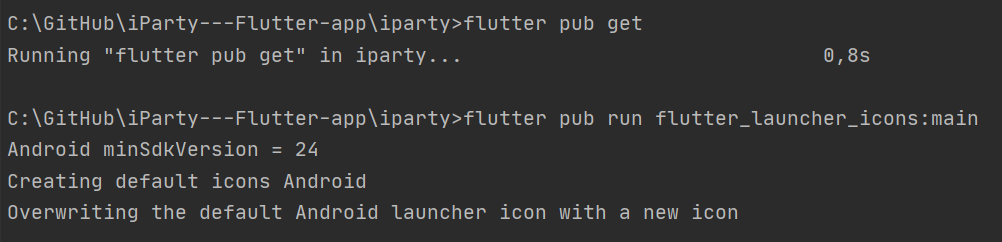 C:\GitHub\iParty---Flutter-app\iparty>flutter pub get
Running "flutter pub get" in iparty... 0,8s
C:\GitHub\iParty---Flutter-app\iparty>flutter pub run flutter_launcher_icons:main
Android minSdkVersion = 24
Creating default icons Android
Overwriting the default Android launcher icon with a new icon